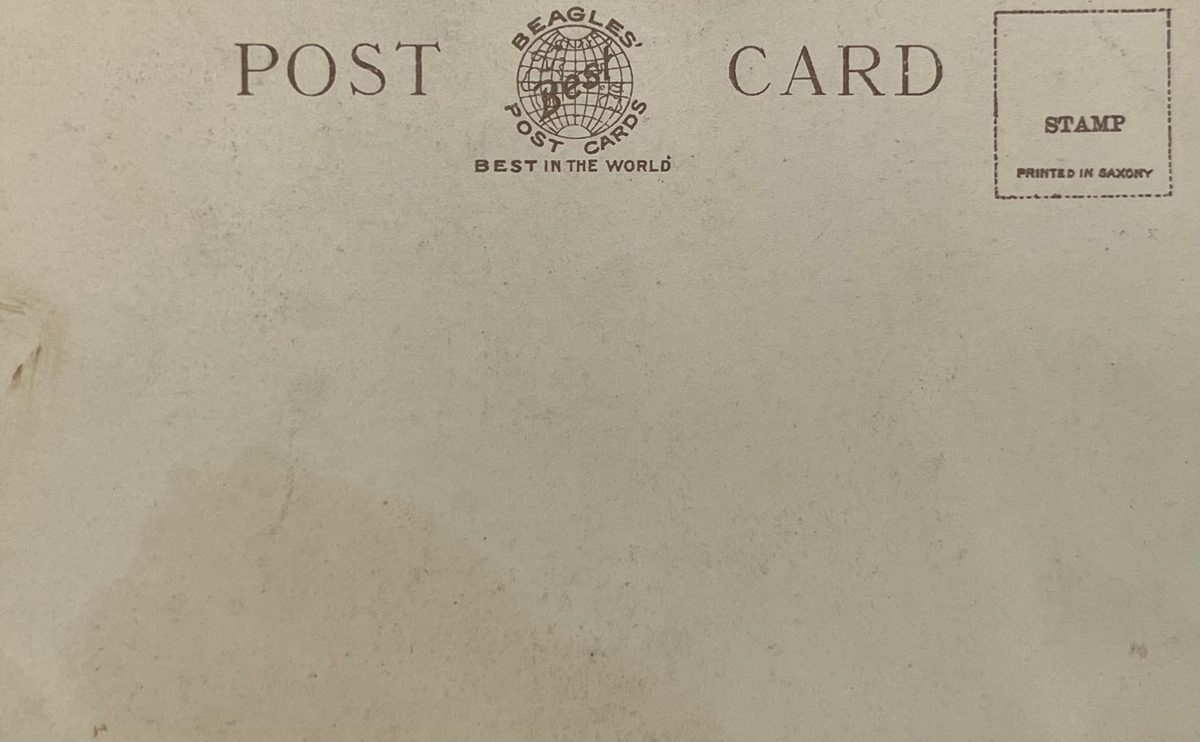 POST CARD
BEAGLES'
Best
POST CARDS
BEST IN THE WORLD
STAMP
PRINTED IN SAXONY